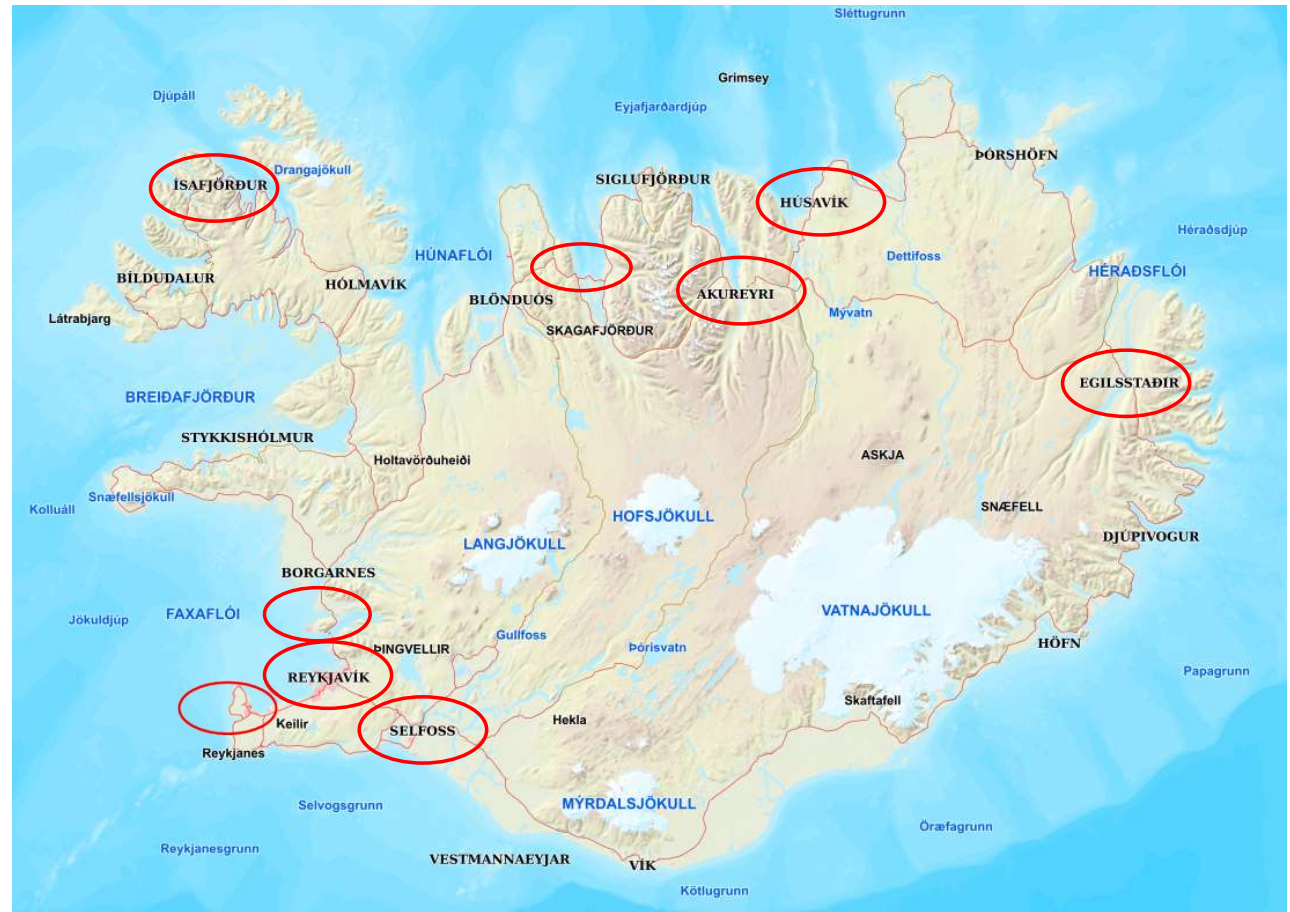 Sléttugrunn
Grimsey
Djúpáll
Eyjafjarðardjúp
ÞÓRSHÖFN
Drangajökull
SIGLUFJÖRÐUR
ÍSAFJÖRÐUR
HÚSAVÍK
Héraðsdjúp
HÚNAFLÓI
Dettifoss
HÉRAÐSFLÓI
BÍLDUDALUR
HÓLMAVÍK
AKUREYRI
BLÖNDUÓS
Mývatn
Látrabjarg
SKAGAFJÖRÐUR
EGILSSTAÐIR
BREIÐAFJÖRÐUR
STYKKISHÓLMUR
ASKJA
Holtavörðuheiði
Snæfellsjökull
SNÆFELL
Kolluáll
HOFSJÖKULL
DJÚPIVOGUR
LANGJÖKULL
BORGARNES
VATNAJÖKULL
FAXAFLÓI
Jökuldjúp
Gullfoss
HÖFN
Þórisvatn
ÞINGVELLIR
Papagrunn
REYKJAVÍK
Skaftafell
Hekla
Keilir
SELFOSS
Reykjanes
MÝRDALSJÖKULL
Selvogsgrunn
Öræfagrunn
Reykjanesgrunn
VESTMANNAEYJAR
VÍK
Kötlugrunn